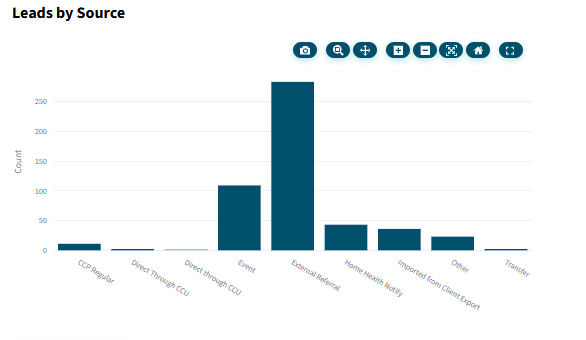 Leads by Source
Count
250
200
150
100
50
0
CCP Regular
Direct Through CCU
Direct through CCU
Event
External Referral
Home Health Notify
Imported from Client Export
Other
Transfer